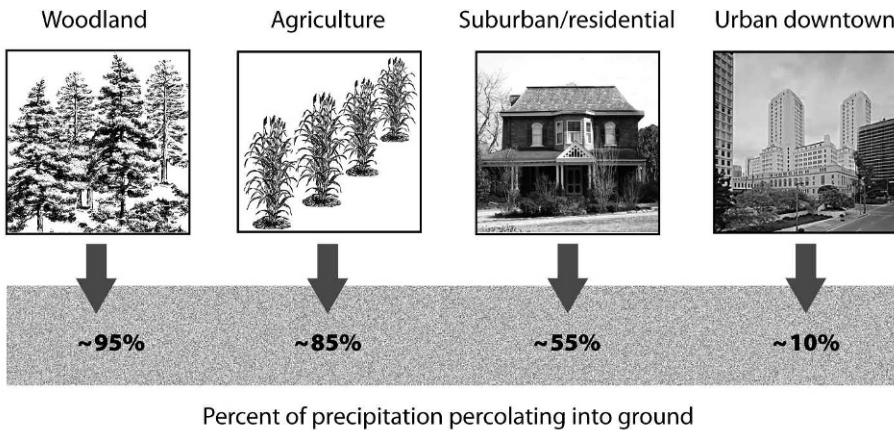 Woodland
Agriculture
Suburban/residential
Urban downtown
~95%
~85%
~55%
~10%
Percent of precipitation percolating into ground